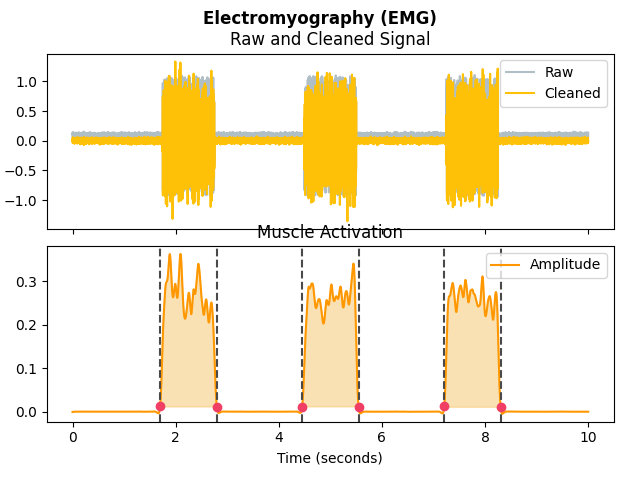 Electromyography (EMG)
Raw and Cleaned Signal
Raw
Cleaned
1.0
0.5
0.0
−0.5
−1.0
Muscle Activation
Amplitude
0.3
0.2
0.1
0.0
0 2 4 6 8 10
Time (seconds)